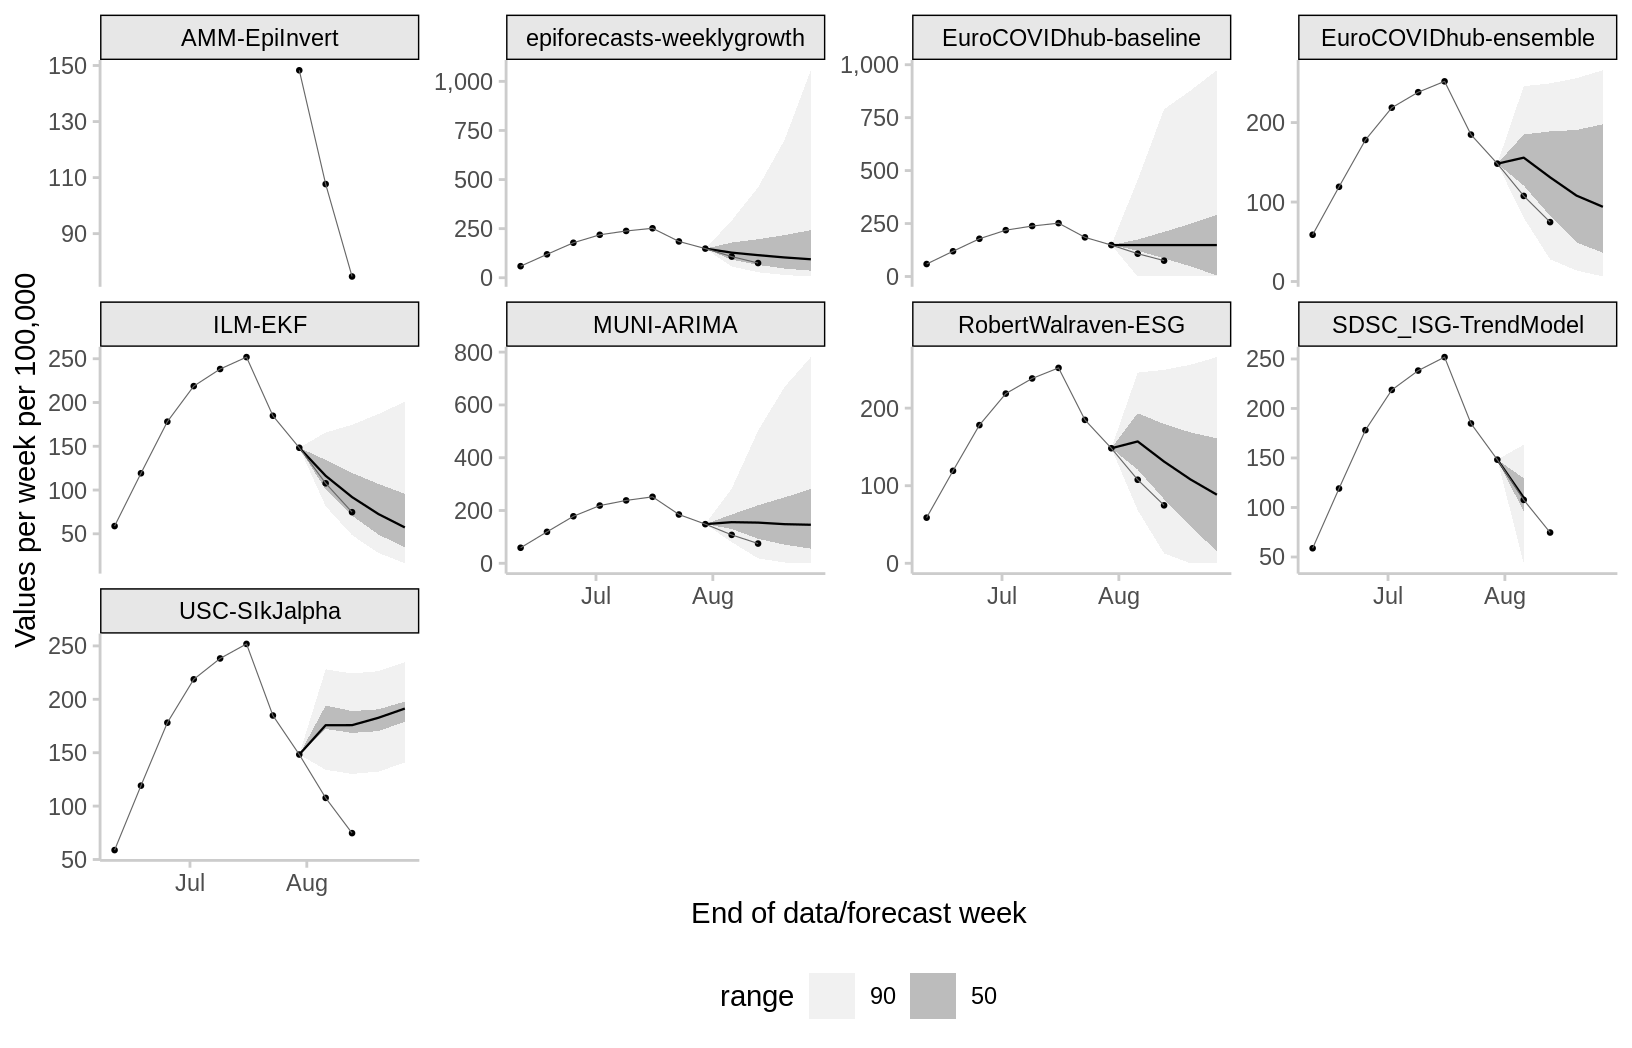 AMM-EpiInvert
epiforecasts-weeklygrowth
EuroCOVIDhub-baseline
EuroCOVIDhub-ensemble
150
130
110
90
1,000
750
500
250
0
1,000
750
500
250
0
200
100
0
Values per week per 100,000
ILM-EKF
MUNI-ARIMA
RobertWalraven-ESG
SDSC_ISG-TrendModel
250
200
150
100
50
800
600
400
200
0
200
100
0
250
200
150
100
50
Jul Aug
Jul Aug
Jul Aug
USC-SIkJalpha
250
200
150
100
50
Jul Aug
End of data/forecast week
range 90 50